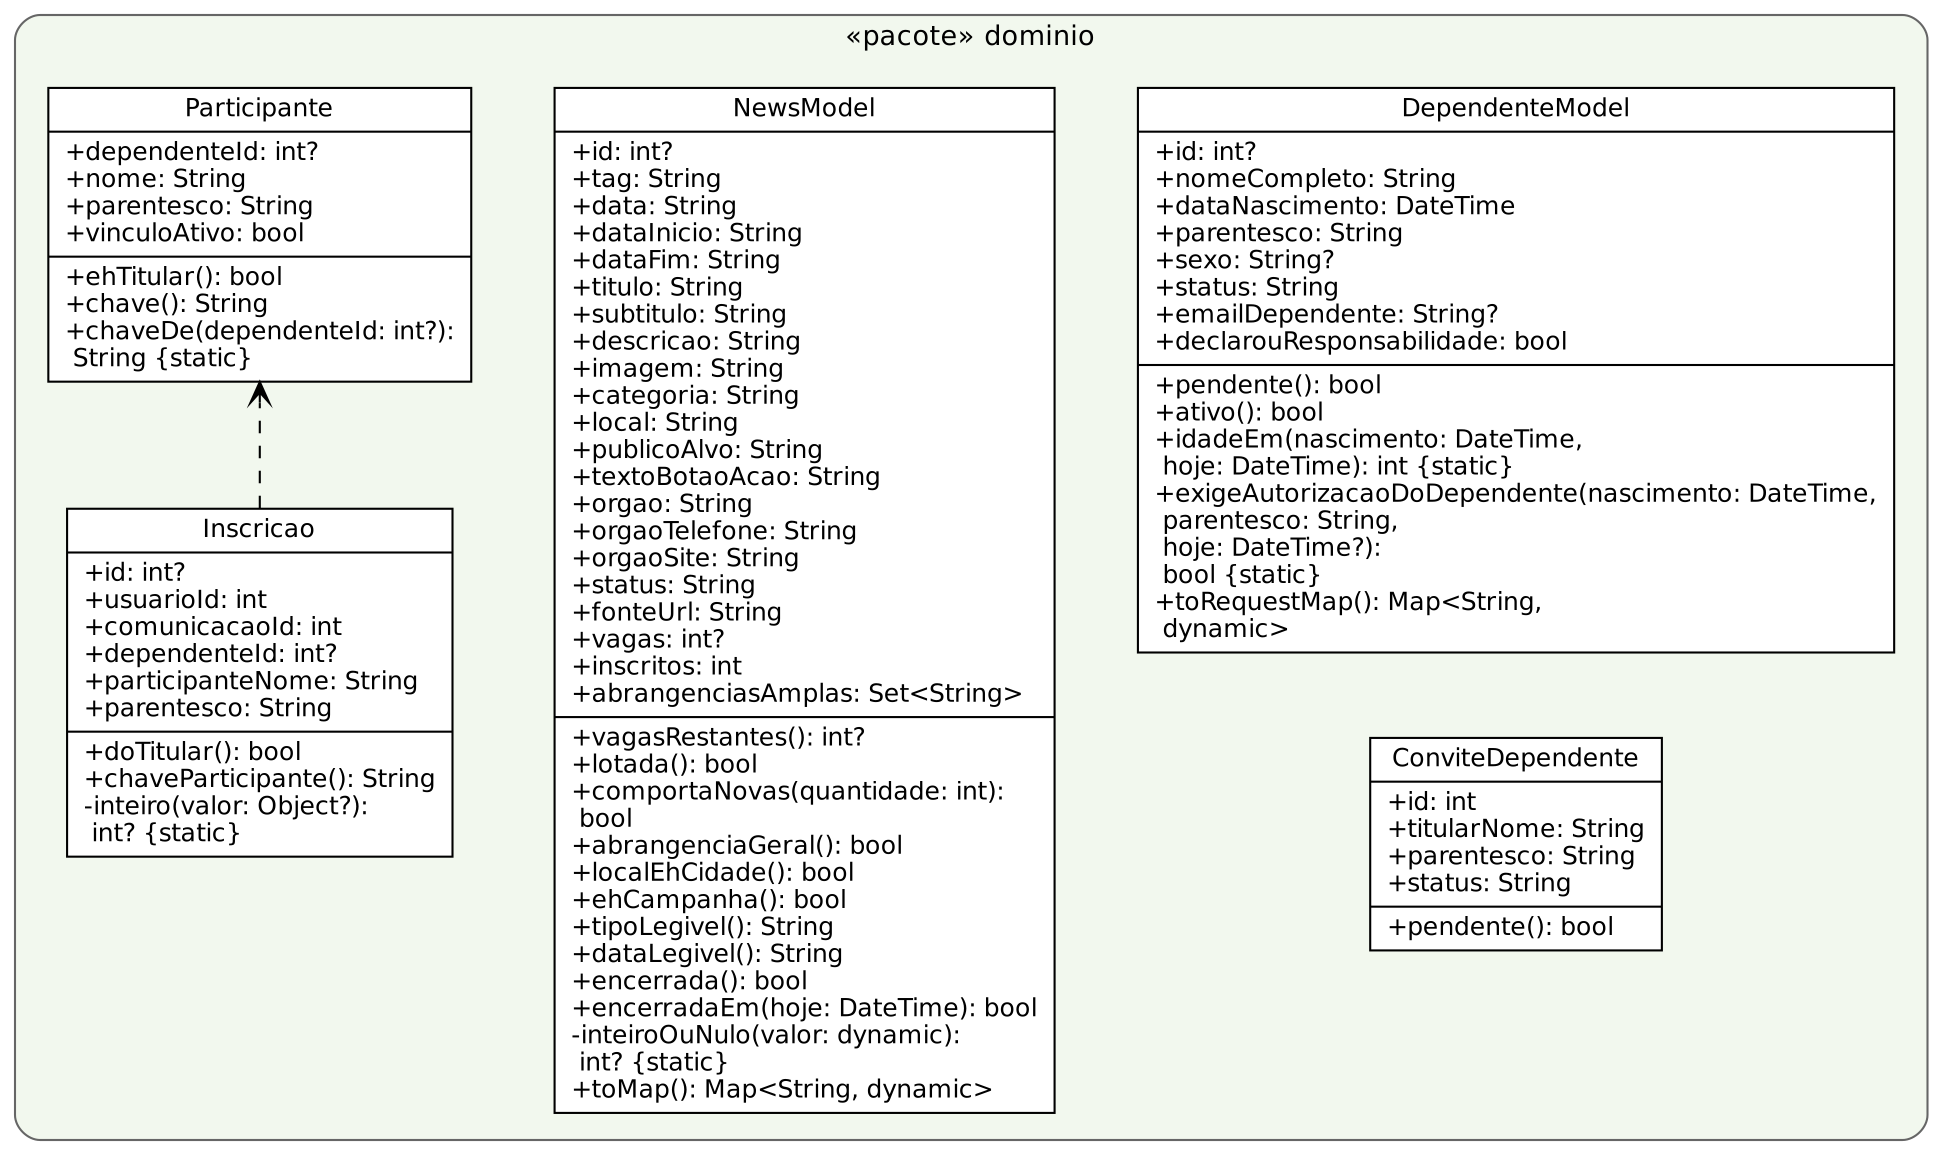 «pacote» dominio
Participante
+dependenteId: int?
+nome: String
+parentesco: String
+vinculoAtivo: bool
+ehTitular(): bool
+chave(): String
+chaveDe(dependenteId: int?):
String {static}
Inscricao
+id: int?
+usuarioId: int
+comunicacaoId: int
+dependenteId: int?
+participanteNome: String
+parentesco: String
+doTitular(): bool
+chaveParticipante(): String
-inteiro(valor: Object?):
int? {static}
NewsModel
+id: int?
+tag: String
+data: String
+dataInicio: String
+dataFim: String
+titulo: String
+subtitulo: String
+descricao: String
+imagem: String
+categoria: String
+local: String
+publicoAlvo: String
+textoBotaoAcao: String
+orgao: String
+orgaoTelefone: String
+orgaoSite: String
+status: String
+fonteUrl: String
+vagas: int?
+inscritos: int
+abrangenciasAmplas: Set<String>
+vagasRestantes(): int?
+lotada(): bool
+comportaNovas(quantidade: int):
bool
+abrangenciaGeral(): bool
+localEhCidade(): bool
+ehCampanha(): bool
+tipoLegivel(): String
+dataLegivel(): String
+encerrada(): bool
+encerradaEm(hoje: DateTime): bool
-inteiroOuNulo(valor: dynamic):
int? {static}
+toMap(): Map<String, dynamic>
DependenteModel
+id: int?
+nomeCompleto: String
+dataNascimento: DateTime
+parentesco: String
+sexo: String?
+status: String
+emailDependente: String?
+declarouResponsabilidade: bool
+pendente(): bool
+ativo(): bool
+idadeEm(nascimento: DateTime,
hoje: DateTime): int {static}
+exigeAutorizacaoDoDependente(nascimento: DateTime,
parentesco: String,
hoje: DateTime?):
bool {static}
+toRequestMap(): Map<String,
dynamic>
ConviteDependente
+id: int
+titularNome: String
+parentesco: String
+status: String
+pendente(): bool